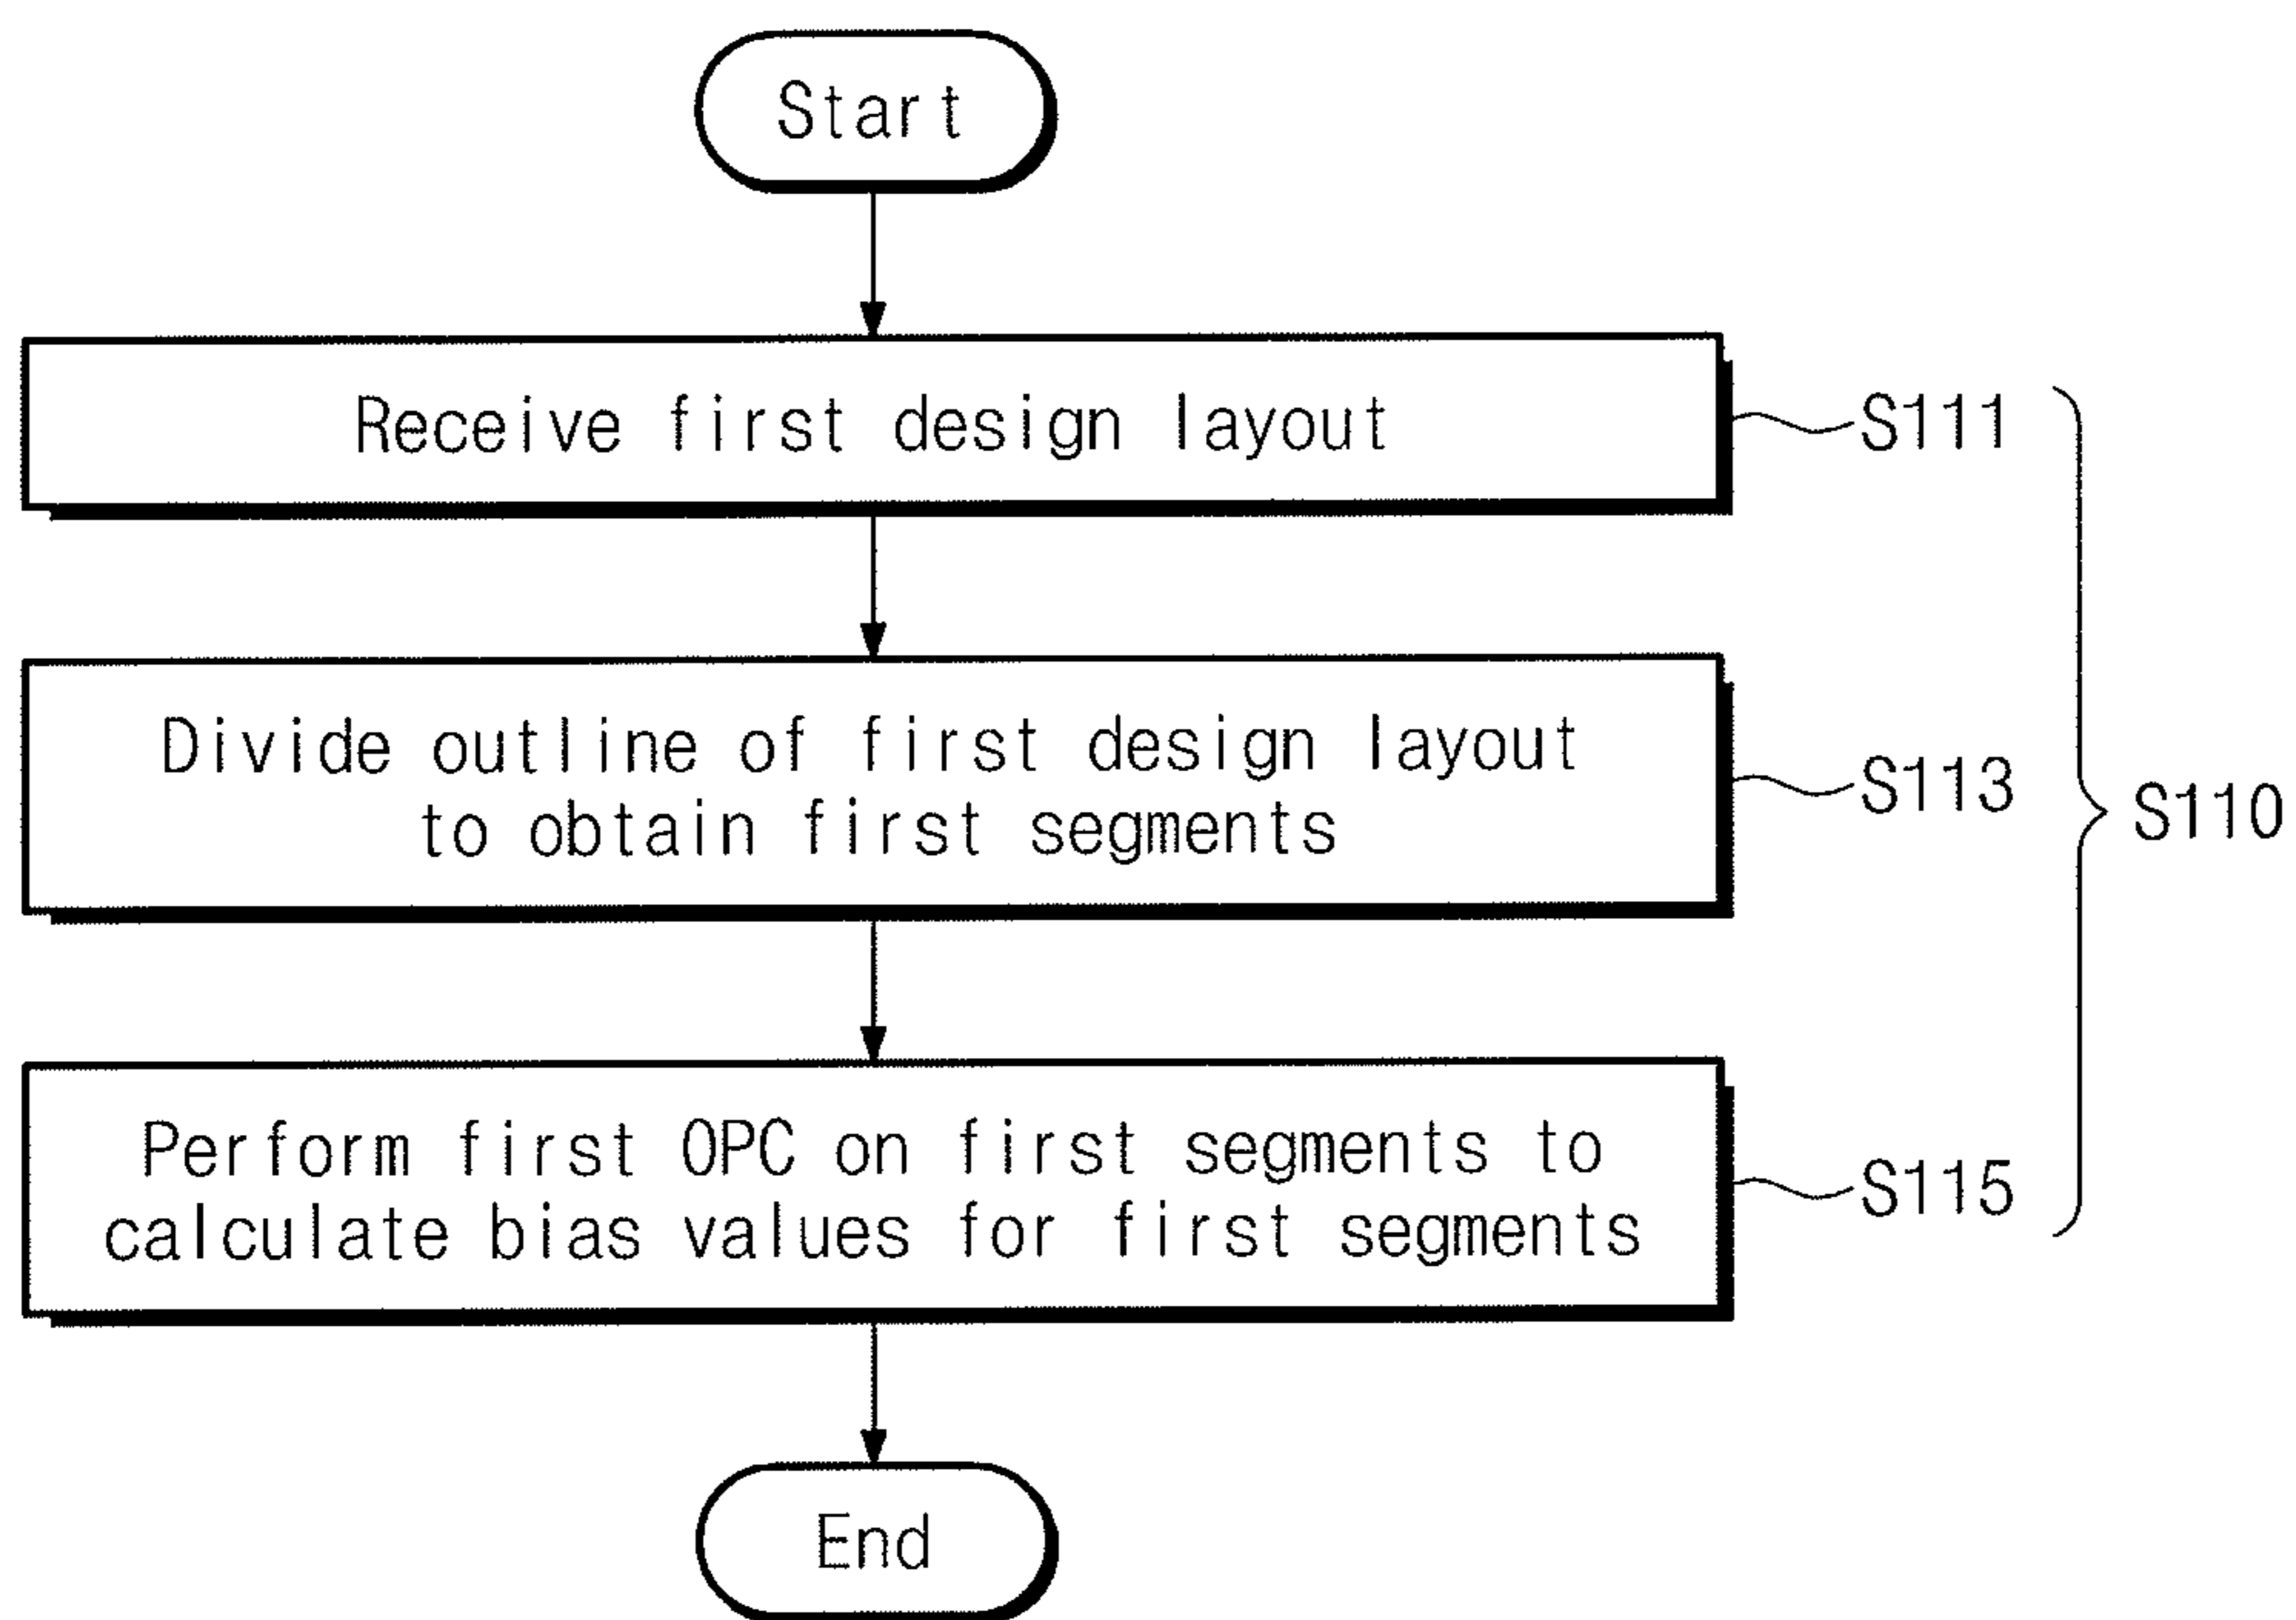 Start
Receive first design layout
S111
Divide outline of first design layout
to obtain first segments
S113
S110
Perform first OPC on first segments to
calculate bias values for first segments
S115
End